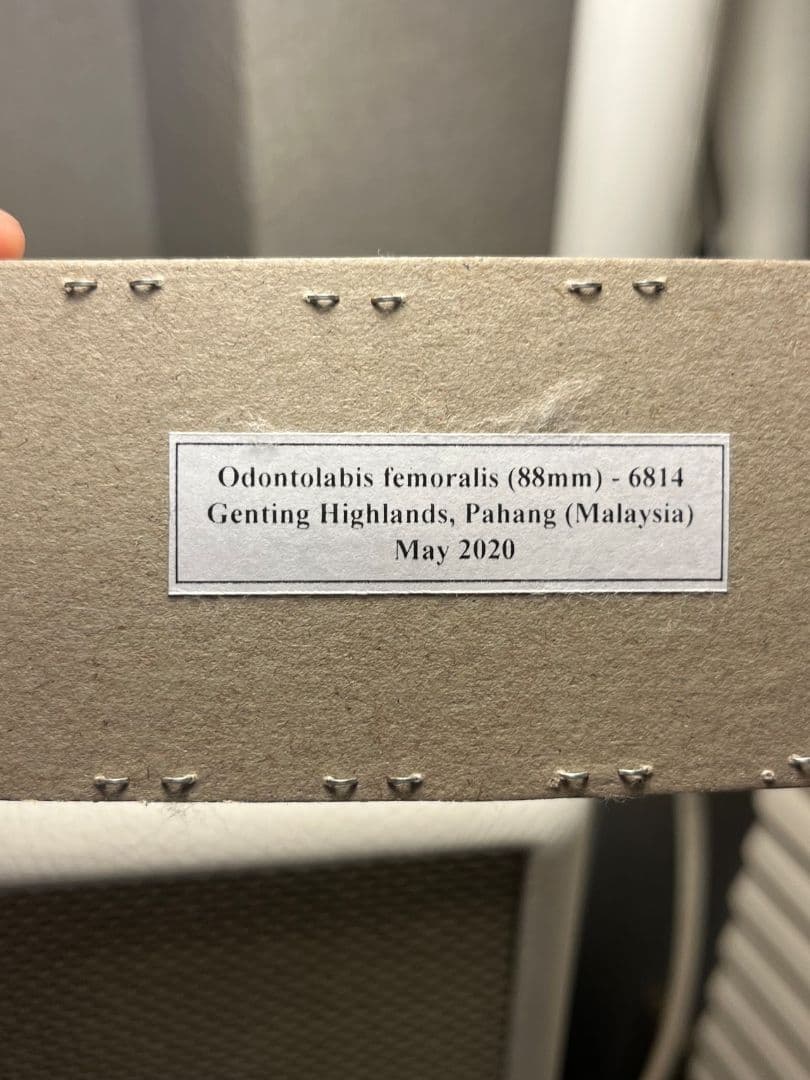 Odontolabis femoralis (88mm) - 6814
Genting Highlands, Pahang (Malaysia)
May 2020